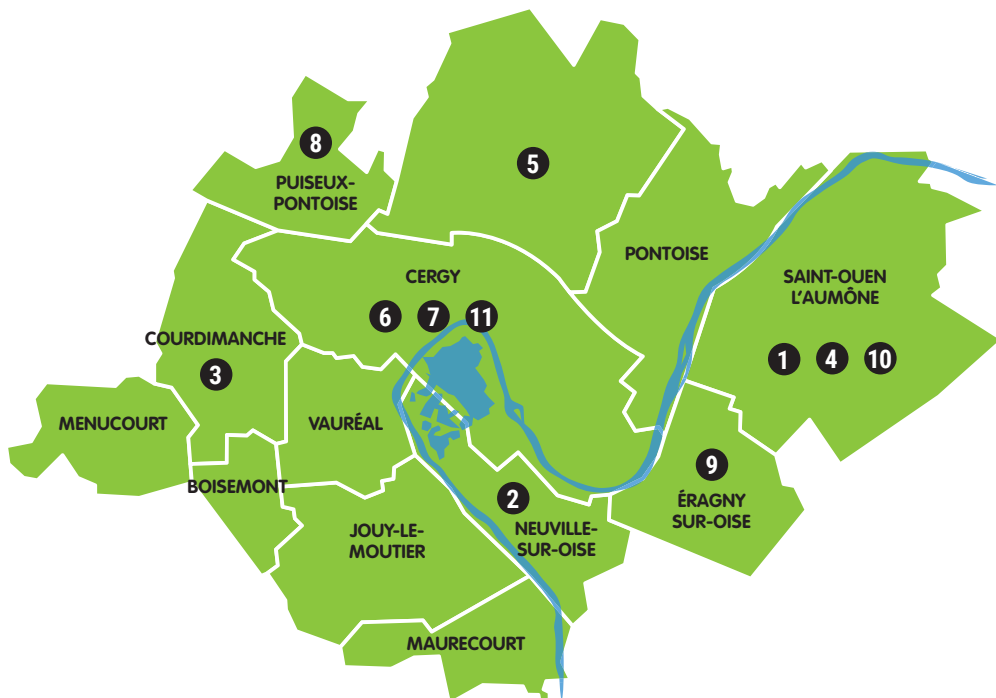 8
PUISEUX-
PONTOISE
5
PONTOISE
SAINT-OUEN
L'AUMÔNE
1 4 10
CERGY
6 7 11
COURDIMANCHE
3
MENUCOURT
VAURÉAL
BOISEMONT
9
ÉRAGNY
SUR-OISE
2
NEUVILLE-
SUR-OISE
JOUY-LE-
MOUTIER
MAURECOURT